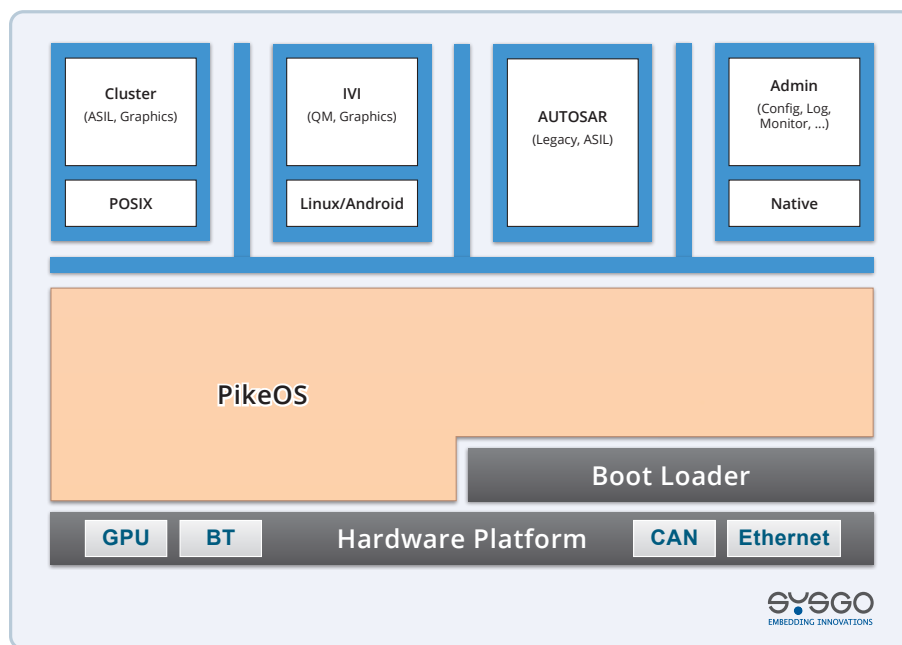 Cluster
(ASIL, Graphics)
POSIX
IVI
(QM, Graphics)
Linux/Android
AUTOSAR
(Legacy, ASIL)
Admin
(Config, Log,
Monitor, ...)
Native
PikeOS
Boot Loader
GPU
BT
Hardware Platform
CAN
Ethernet
SYSGO
EMBEDDING INNOVATIONS